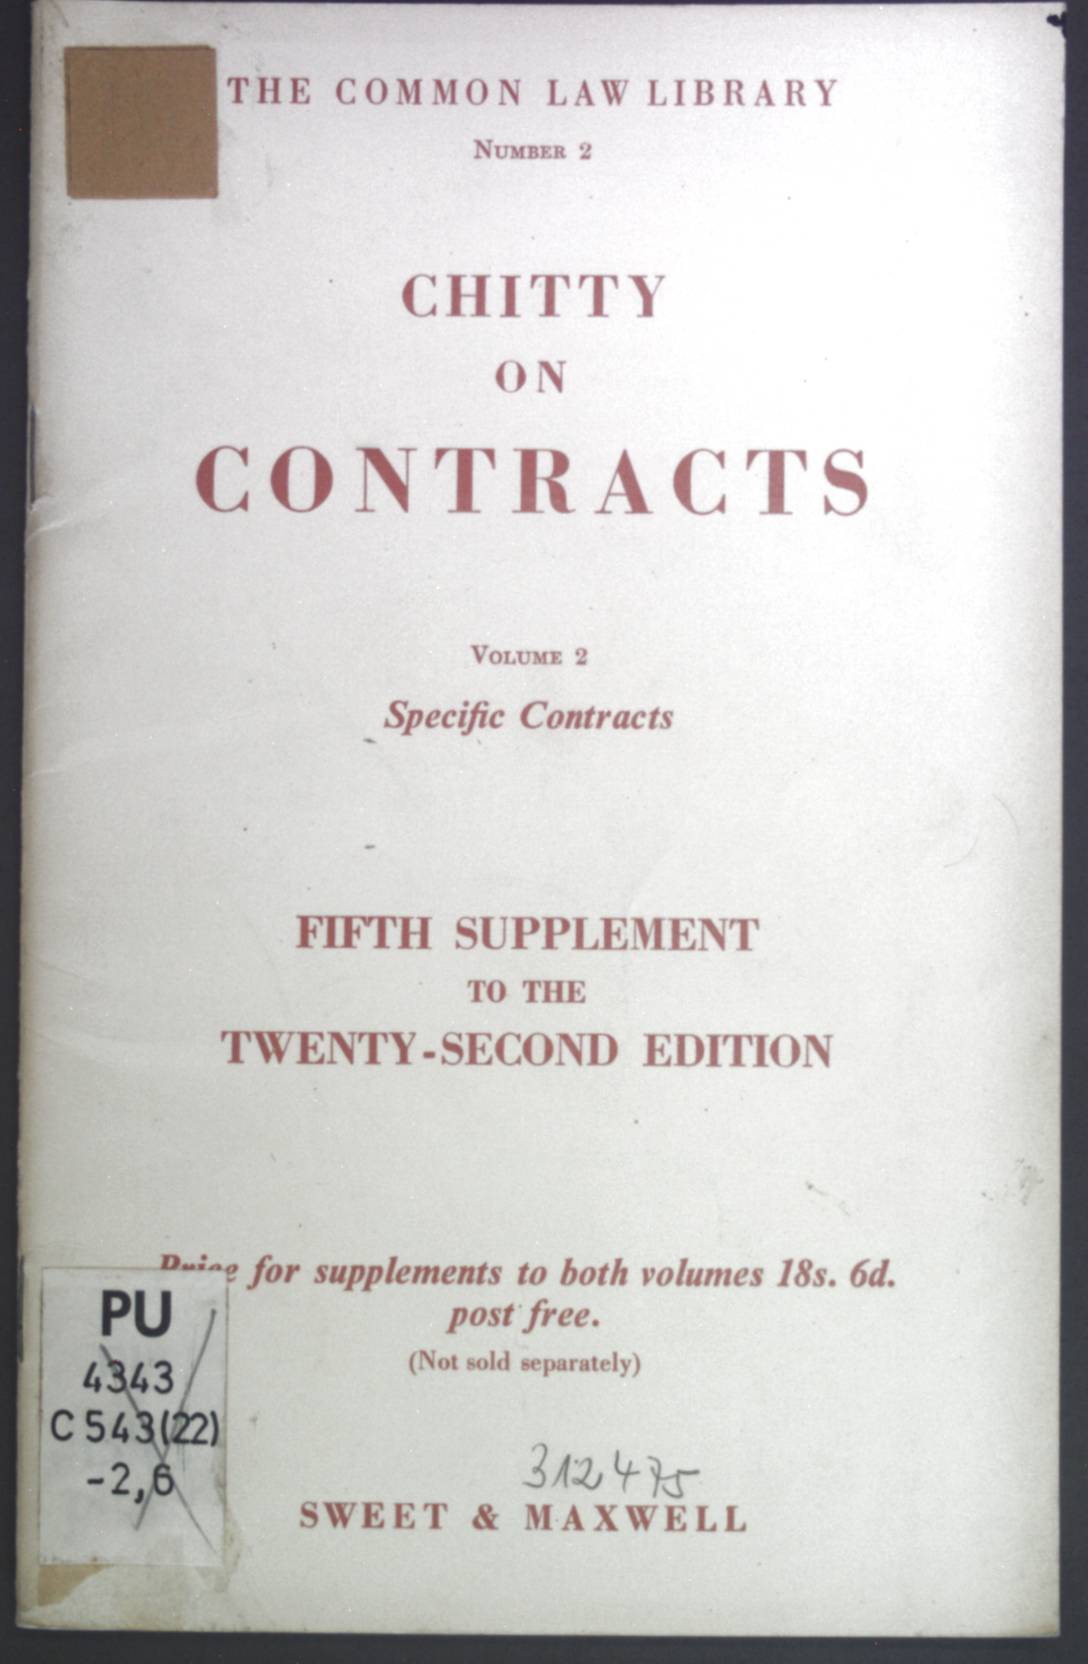 THE COMMON LAW LIBRARY
NUMBER 2
CHITTY
ON
CONTRACTS
VOLUME 2
Specific Contracts
FIFTH SUPPLEMENT
TO THE
TWENTY-SECOND EDITION
Price for supplements to both volumes 18s. 6d.
post free.
(Not sold separately)
PU
4343
C 543(22)
-2,6
312475
SWEET & MAXWELL